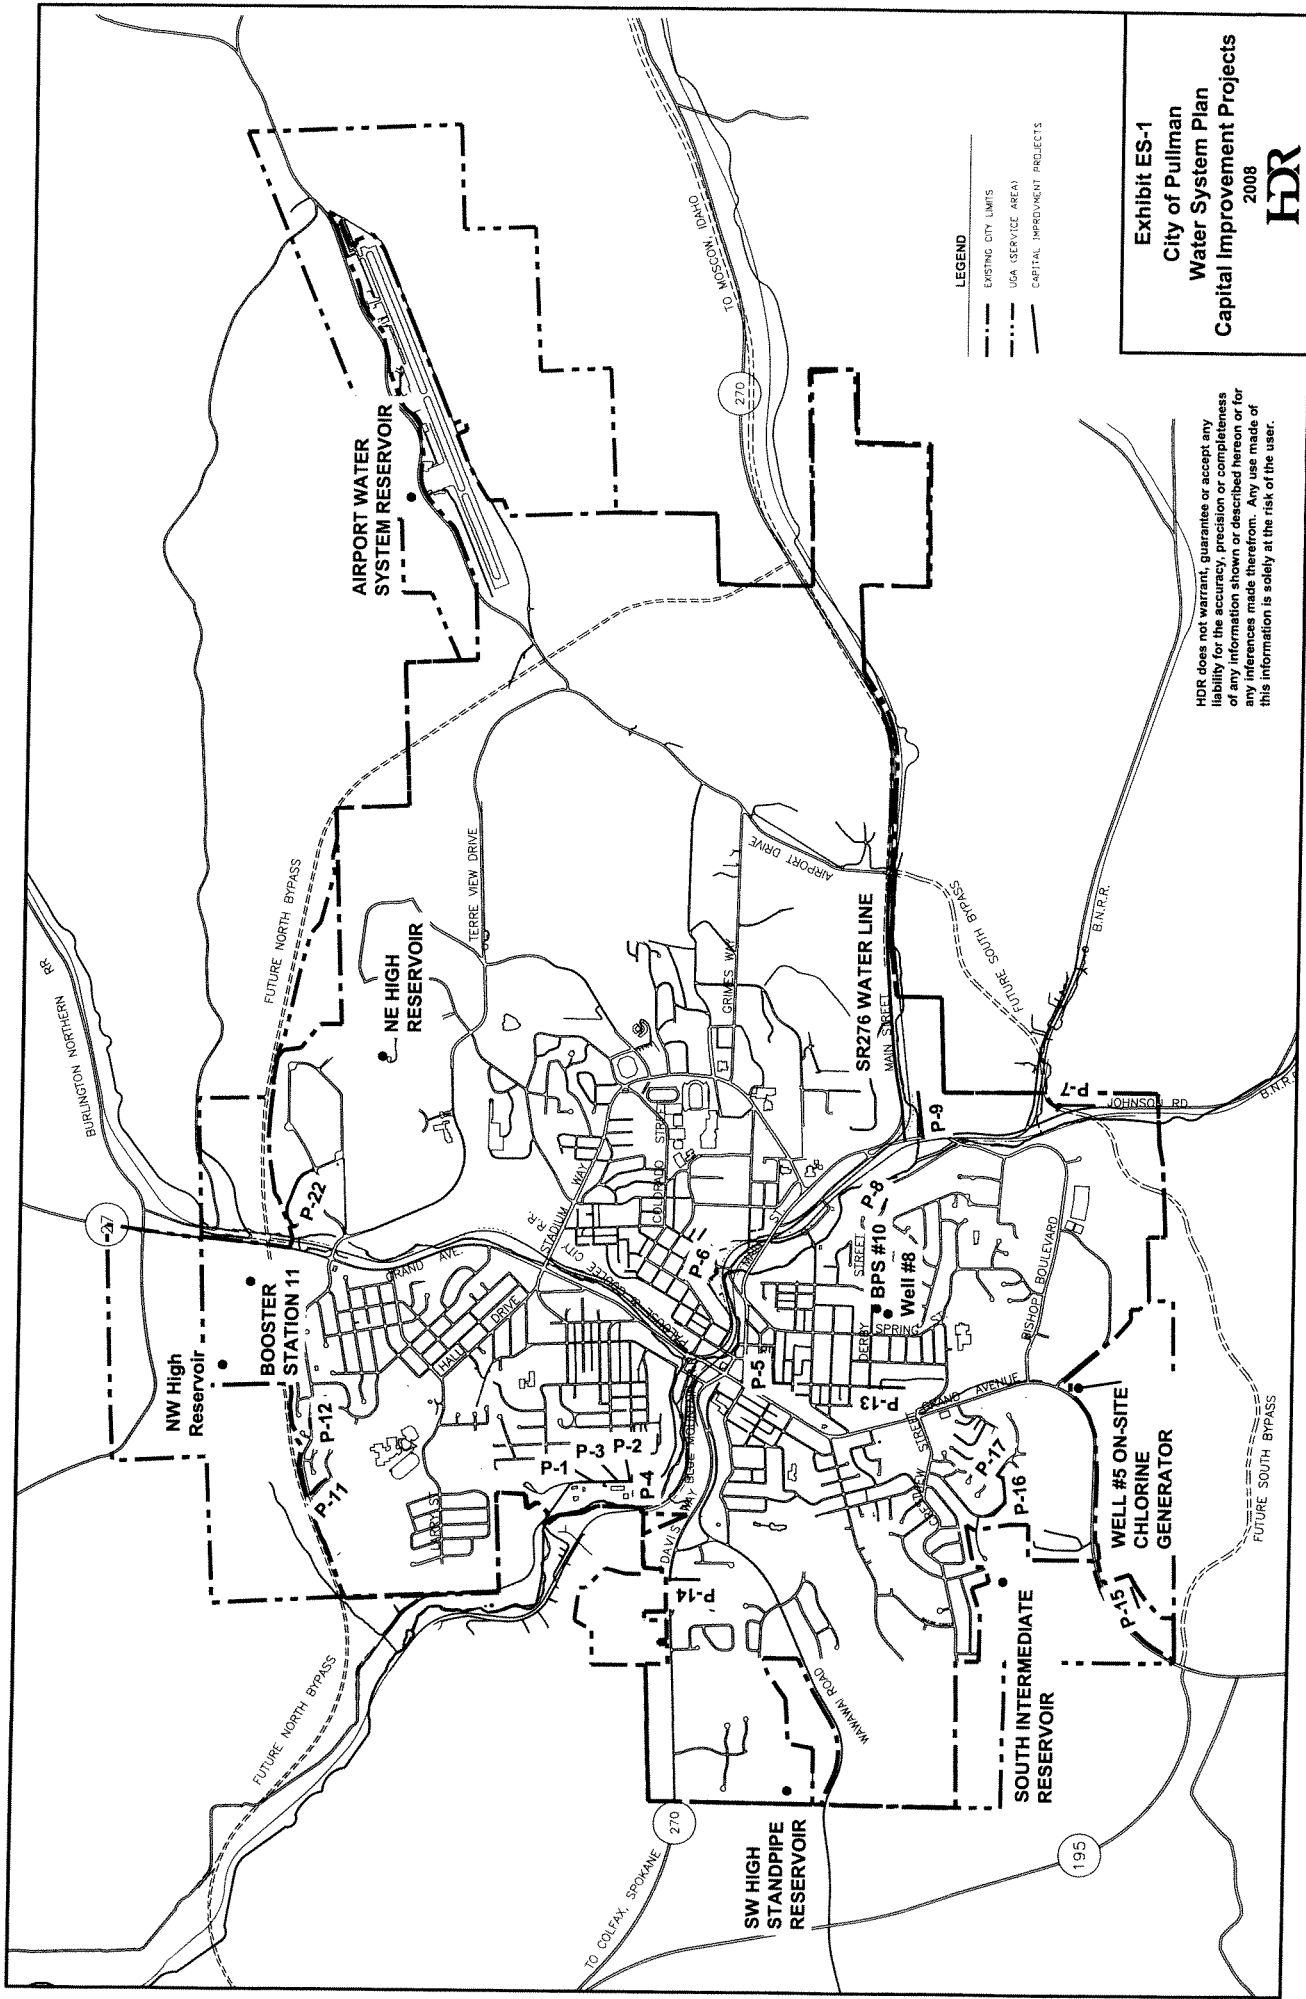 Exhibit ES-1
City of Pullman
Water System Plan
Capital Improvement Projects
2008
HDR
LEGEND
EXISTING CITY LIMITS
UGA (SERVICE AREA)
CAPITAL IMPROVMENT PROJECTS
HDR does not warrant, guarantee or accept any
liability for the accuracy, precision or completeness
of any information shown or described hereon or for
any inferences made therefrom. Any use made of
this information is solely at the risk of the user.
BURLINGTON NORTHERN
RR
27
FUTURE NORTH BYPASS
AIRPORT WATER
SYSTEM RESERVOIR
TO MOSCOW, IDAHO
270
NW High
Reservoir
BOOSTER
STATION 11
P-22
NE HIGH
RESERVOIR
TERRE VIEW DRIVE
AIRPORT DRIVE
GRIMES WAY
SR276 WATER LINE
MAIN STREET
FUTURE SOUTH BYPASS
B.N.R.R.
P-12
P-11
GRAND AVE.
HALL DRIVE
STADIUM WAY
COLORADO
P-6
LARRY ST.
P-1
P-3
P-2
P-4
P-5
DERBY
STREET
SPRING ST.
BPS #10
Well #8
P-8
P-9
P-7
JOHNSON RD
BISHOP BOULEVARD
P-13
GRAND AVENUE
P-17
P-16
CRESTVIEW STREET
DAVIS WAY
P-14
WAWAWAI ROAD
FUTURE NORTH BYPASS
TO COLFAX, SPOKANE
270
SW HIGH
STANDPIPE
RESERVOIR
SOUTH INTERMEDIATE
RESERVOIR
WELL #5 ON-SITE
CHLORINE
GENERATOR
P-15
195
FUTURE SOUTH BYPASS